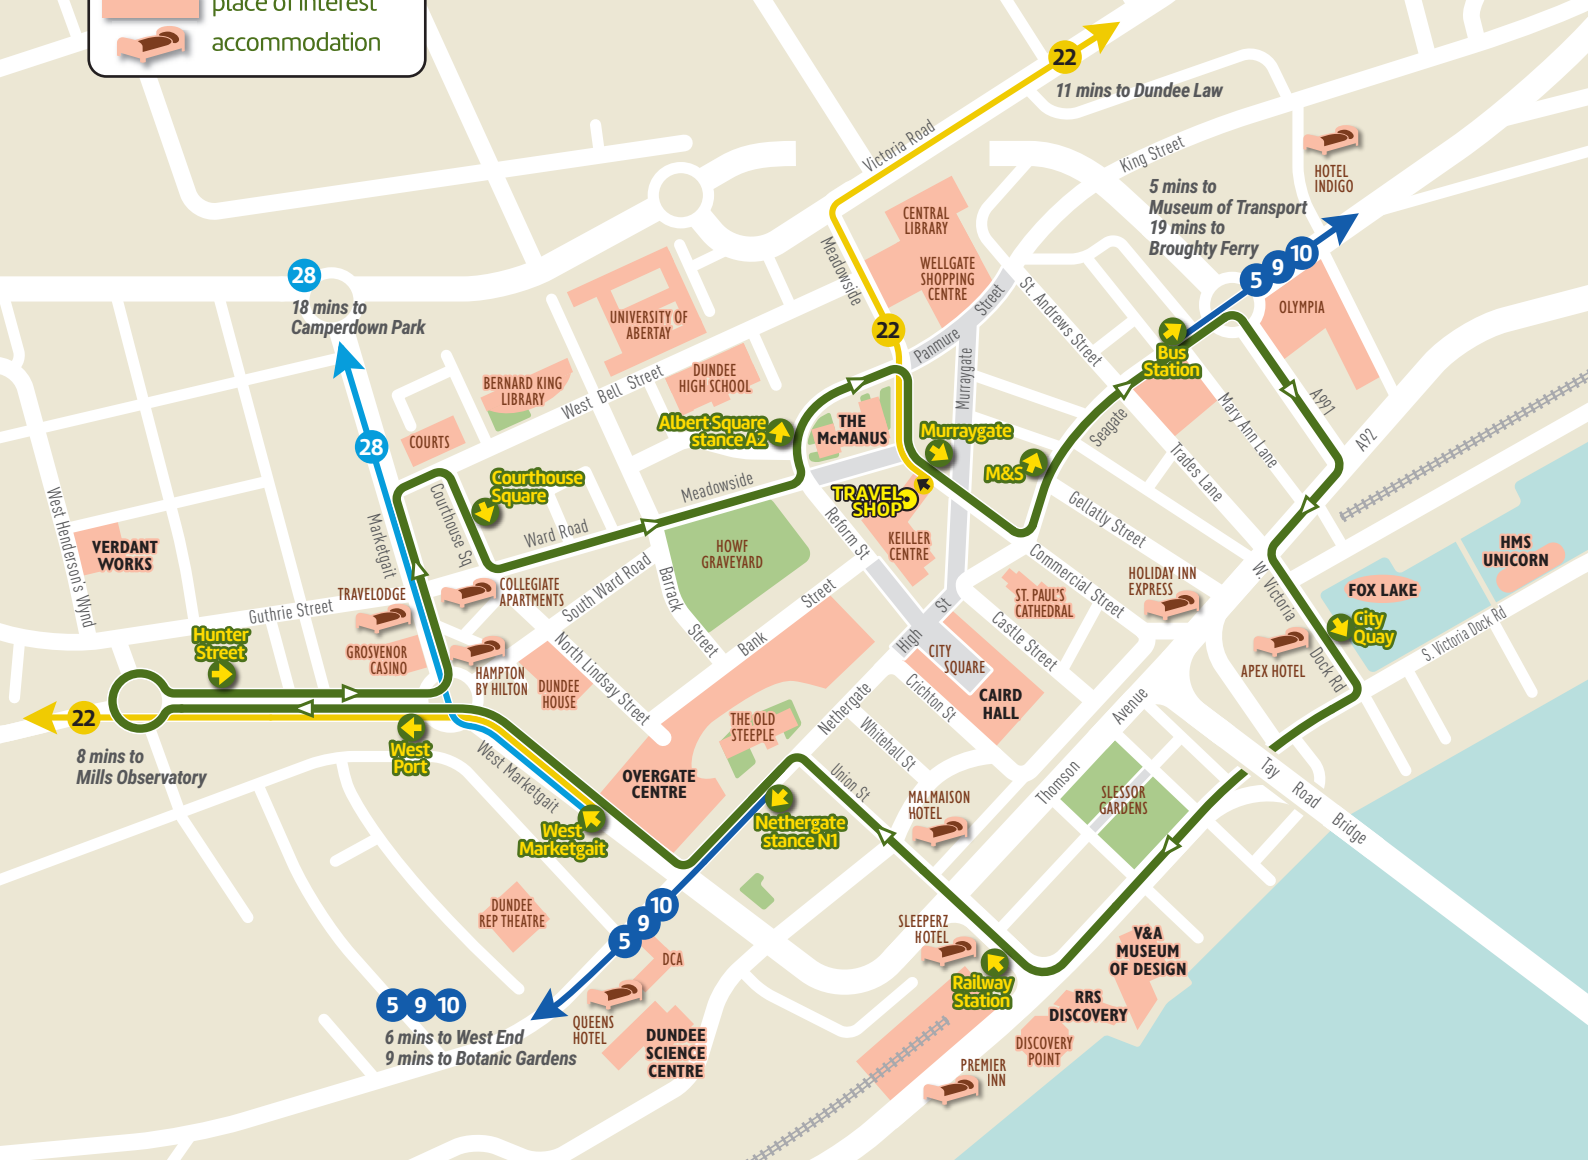 place of interest
accommodation
22
11 mins to Dundee Law
Victoria Road
King Street
HOTEL
INDIGO
5 mins to
Museum of Transport
19 mins to
Broughty Ferry
5
9
10
CENTRAL
LIBRARY
WELLGATE
SHOPPING
CENTRE
Meadowside
28
18 mins to
Camperdown Park
UNIVERSITY OF
ABERTAY
22
Panmure
Street
St. Andrews Street
OLYMPIA
Bus
Station
BERNARD KING
LIBRARY
West Bell Street
DUNDEE
HIGH SCHOOL
Murraygate
28
COURTS
Albert Square
stance A2
THE
McMANUS
Murraygate
M&S
Seagate
Mary Ann Lane
A991
A92
Trades Lane
Courthouse
Square
Courthouse Sq
Marketgait
Meadowside
Ward Road
TRAVEL
SHOP
Reform St
KEILLER
CENTRE
Gellatly Street
West Henderson's Wynd
VERDANT
WORKS
HOWF
GRAVEYARD
Commercial Street
HOLIDAY INN
EXPRESS
W. Victoria
Dock Rd
HMS
UNICORN
FOX LAKE
City
Quay
S. Victoria Dock Rd
TRAVELODGE
COLLEGIATE
APARTMENTS
South Ward Road
Barrack
Street
Bank
Street
St. PAUL'S
CATHEDRAL
Castle Street
High
St
Guthrie Street
Hunter
Street
GROSVENOR
CASINO
HAMPTON
BY HILTON
DUNDEE
HOUSE
North Lindsay Street
CITY
SQUARE
CAIRD
HALL
APEX HOTEL
Crichton St
Nethergate
Whitehall St
22
8 mins to
Mills Observatory
West
Port
West Marketgait
THE OLD
STEEPLE
OVERGATE
CENTRE
Union St
Thomson
Avenue
SLESSOR
GARDENS
Tay
Road
Bridge
MALMAISON
HOTEL
West
Marketgait
Nethergate
stance N1
DUNDEE
REP THEATRE
10
9
5
DCA
SLEEPERZ
HOTEL
Railway
Station
V&A
MUSEUM
OF DESIGN
RRS
DISCOVERY
DISCOVERY
POINT
5
9
10
6 mins to West End
9 mins to Botanic Gardens
QUEENS
HOTEL
DUNDEE
SCIENCE
CENTRE
PREMIER
INN